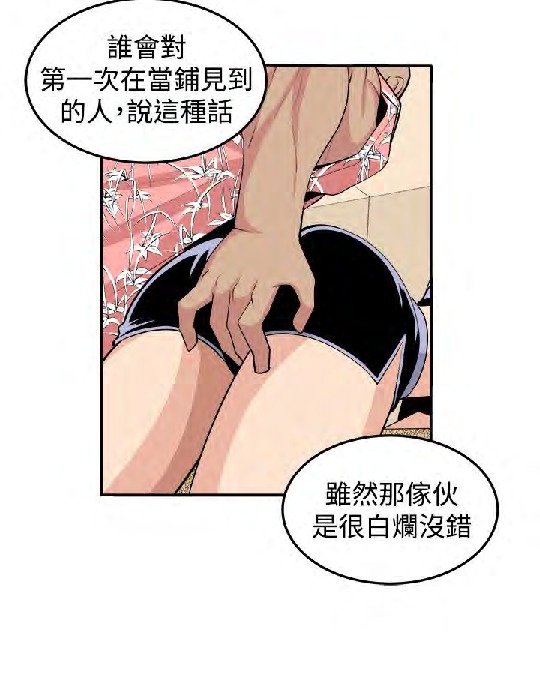 誰會對
第一次在當鋪見到
的人，說這種話
雖然那傢伙
是很白爛沒錯